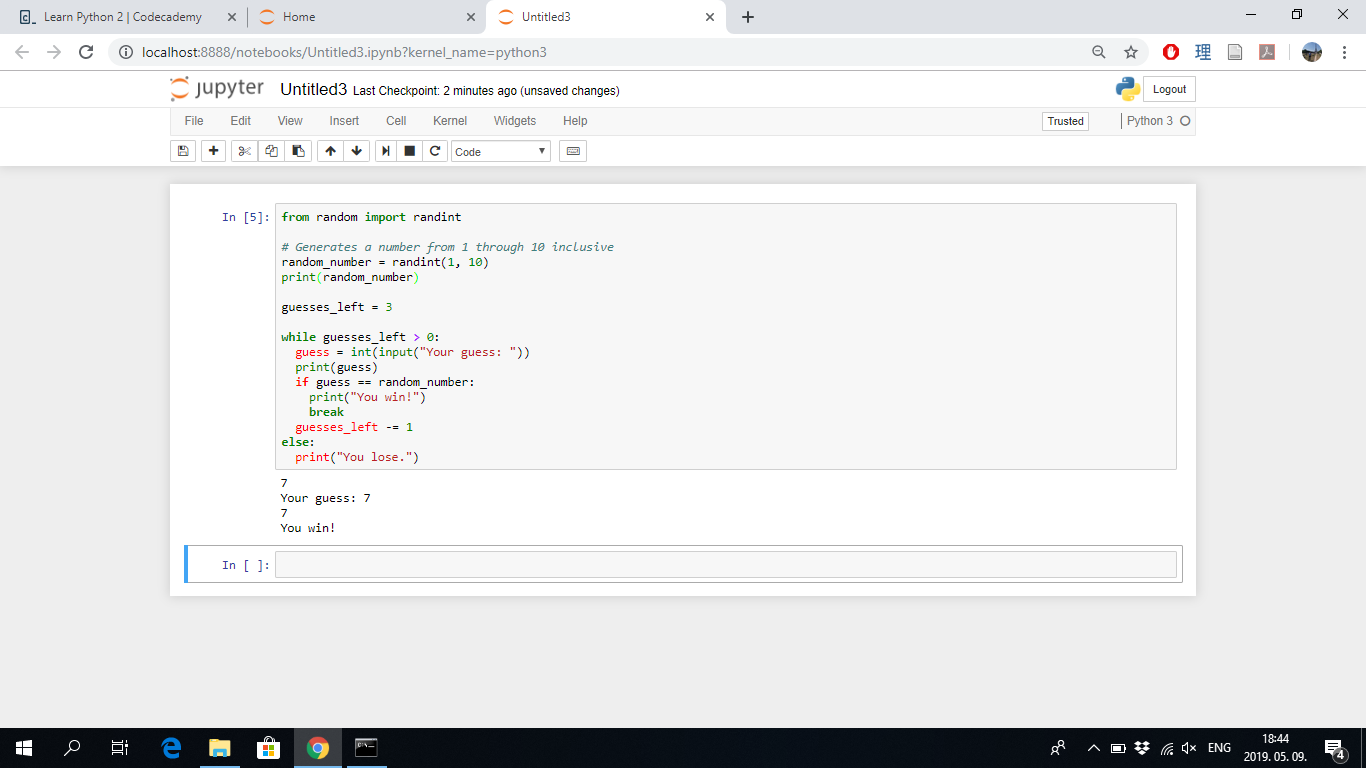 Learn Python 2 | Codecademy
Home
Untitled3
localhost:8888/notebooks/Untitled3.ipynb?kernel_name=python3
理
jupyter Untitled3 Last Checkpoint: 2 minutes ago (unsaved changes)
Logout
File Edit View Insert Cell Kernel Widgets Help
Trusted
Python 3
Code
In [5]:
from random import randint
# Generates a number from 1 through 10 inclusive
random_number = randint(1, 10)
print(random_number)
guesses_left = 3
while guesses_left > 0:
  guess = int(input("Your guess: "))
  print(guess)
  if guess == random_number:
    print("You win!")
    break
  guesses_left -= 1
else:
  print("You lose.")
7
Your guess: 7
7
You win!
In [ ]:
ENG
18:44
2019. 05. 09.
4